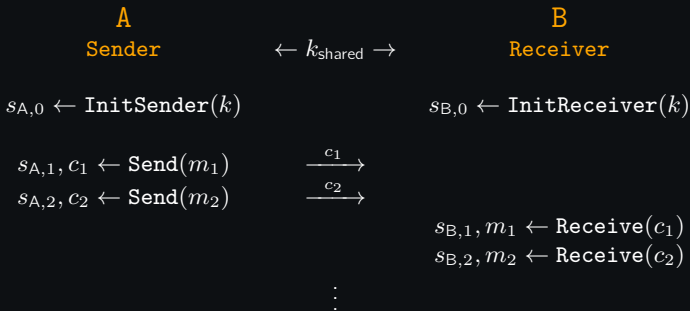 A B
Sender ← k_shared → Receiver
s_A,0 ← InitSender(k) s_B,0 ← InitReceiver(k)
s_A,1, c_1 ← Send(m_1) c_1 →
s_A,2, c_2 ← Send(m_2) c_2 →
s_B,1, m_1 ← Receive(c_1)
s_B,2, m_2 ← Receive(c_2)
⋮